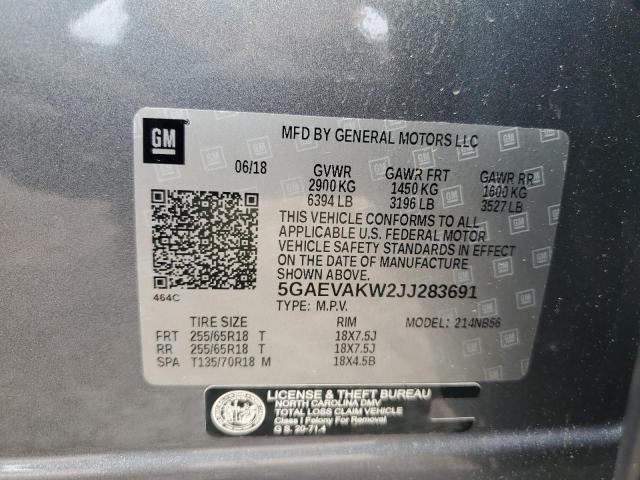 GM
MFD BY GENERAL MOTORS LLC
06/18 GVWR GAWR FRT GAWR RR
2900 KG 1450 KG 1600 KG
6394 LB 3196 LB 3527 LB
THIS VEHICLE CONFORMS TO ALL
APPLICABLE U.S. FEDERAL MOTOR
VEHICLE SAFETY STANDARDS IN EFFECT
ON THE DATE OF MANUFACTURE
SHOWN ABOVE.
464C
5GAEVAKW2JJ283691
TYPE: M.P.V. MODEL: 214NB56
TIRE SIZE RIM
FRT 255/65R18 T 18X7.5J
RR 255/65R18 T 18X7.5J
SPA T135/70R18 M 18X4.5B
LICENSE & THEFT BUREAU
NORTH CAROLINA DMV
TOTAL LOSS CLAIM VEHICLE
Class I Felony For Removal
G.S. 20-71.4